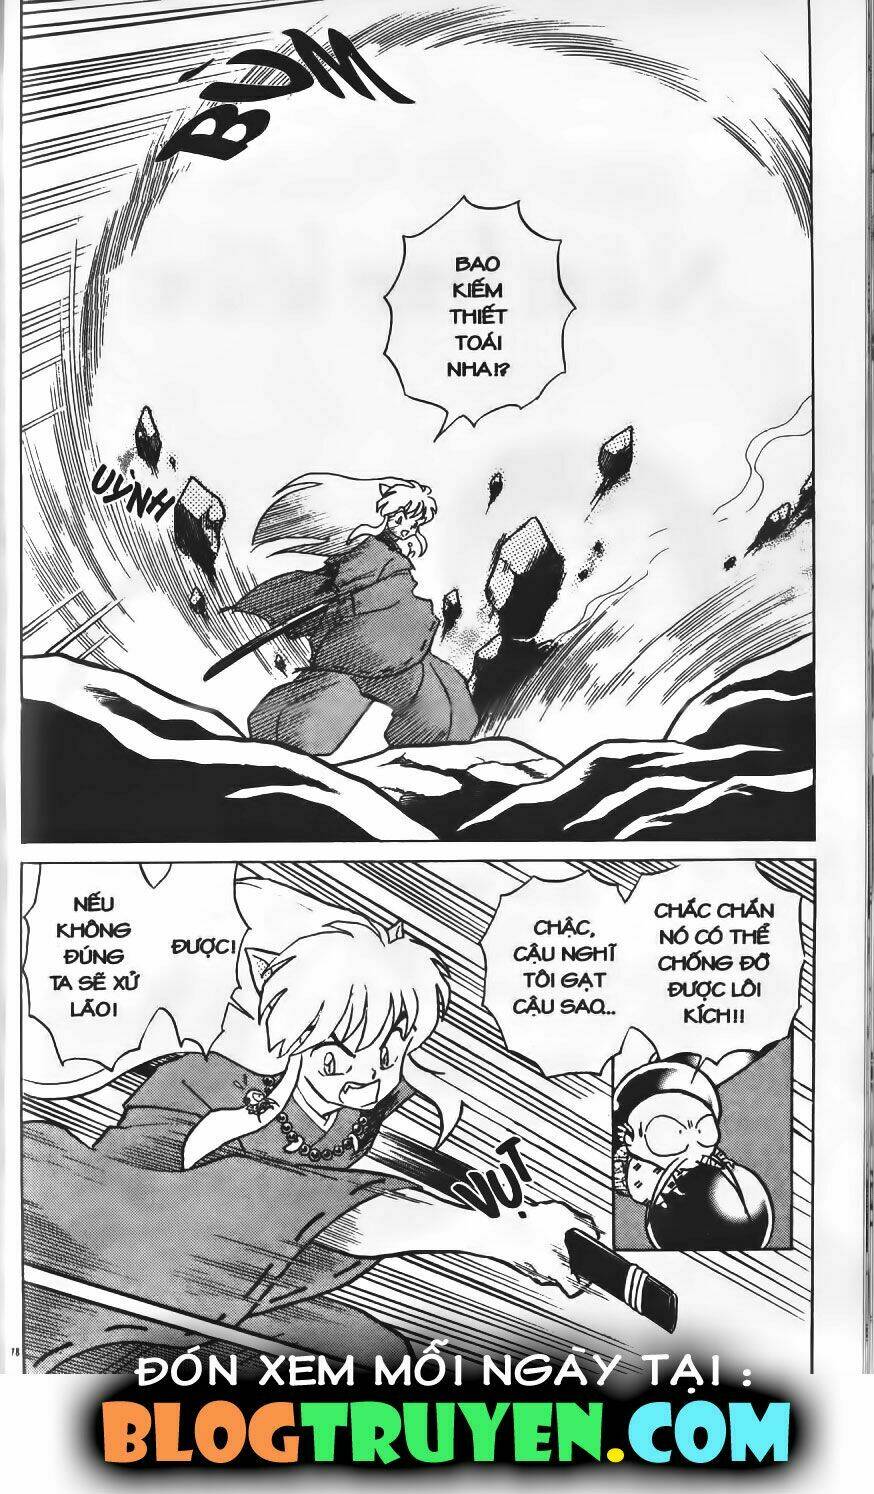 BÙM
BAO
KIẾM
THIẾT
TOÁI
NHA!?
UỲNH
NẾU
KHÔNG
ĐÚNG
TA SẼ XỬ
LÃO!
ĐƯỢC!
CHẬC,
CẬU NGHĨ
TÔI GẠT
CẬU SAO...
CHẮC CHẮN
NÓ CÓ THỂ
CHỐNG ĐỠ
ĐƯỢC LÔI
KÍCH!!
VỤT
18
ĐÓN XEM MỖI NGÀY TẠI :
BLOGTRUYEN.COM